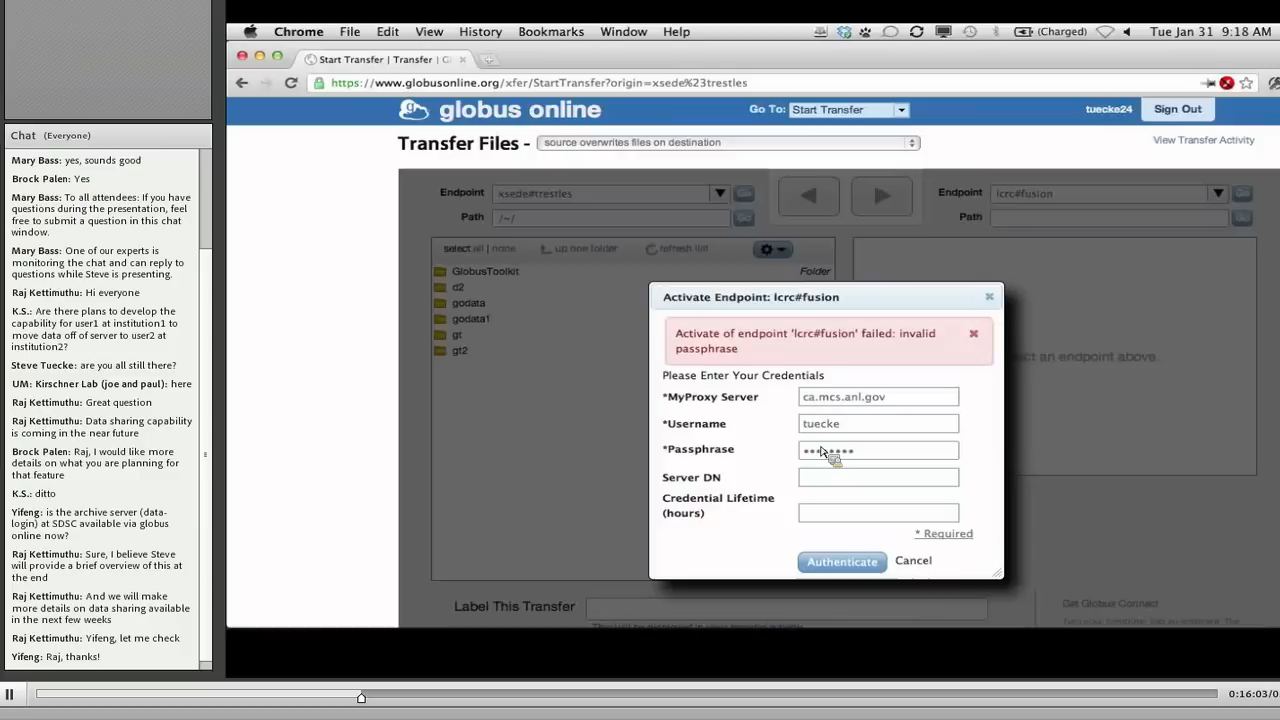 Chrome File Edit View History Bookmarks Window Help (Charged) Tue Jan 31 9:18 AM
Start Transfer | Transfer | G
https://www.globusonline.org/xfer/StartTransfer?origin=xsede%23trestles
globus online Go To: Start Transfer tuecke24 Sign Out
Transfer Files - source overwrites files on destination View Transfer Activity
Endpoint xsede#trestles Go Endpoint lcrc#fusion Go
Path /~/ Go Path Go
select all | none up one folder refresh list
GlobusToolkit Folder
d2
godata
godata1
gt
gt2
ct an endpoint above.
Activate Endpoint: lcrc#fusion
Activate of endpoint 'lcrc#fusion' failed: invalid
passphrase
Please Enter Your Credentials
*MyProxy Server ca.mcs.anl.gov
*Username tuecke
*Passphrase
Server DN
Credential Lifetime
(hours)
* Required
Authenticate Cancel
Label This Transfer
Get Globus Connect
Chat (Everyone)
Mary Bass: yes, sounds good
Brock Palen: Yes
Mary Bass: To all attendees: If you have
questions during the presentation, feel
free to submit a question in this chat
window.
Mary Bass: One of our experts is
monitoring the chat and can reply to
questions while Steve is presenting.
Raj Kettimuthu: Hi everyone
K.S.: Are there plans to develop the
capability for user1 at institution1 to
move data off of server to user2 at
institution2?
Steve Tuecke: are you all still there?
UM: Kirschner Lab (joe and paul): here
Raj Kettimuthu: Great question
Raj Kettimuthu: Data sharing capability
is coming in the near future
Brock Palen: Raj, I would like more
details on what you are planning for
that feature
K.S.: ditto
Yifeng: is the archive server (data-
login) at SDSC available via globus
online now?
Raj Kettimuthu: Sure, I believe Steve
will provide a brief overview of this at
the end
Raj Kettimuthu: And we will make
more details on data sharing available
in the next few weeks
Raj Kettimuthu: Yifeng, let me check
Yifeng: Raj, thanks!
0:16:03/0